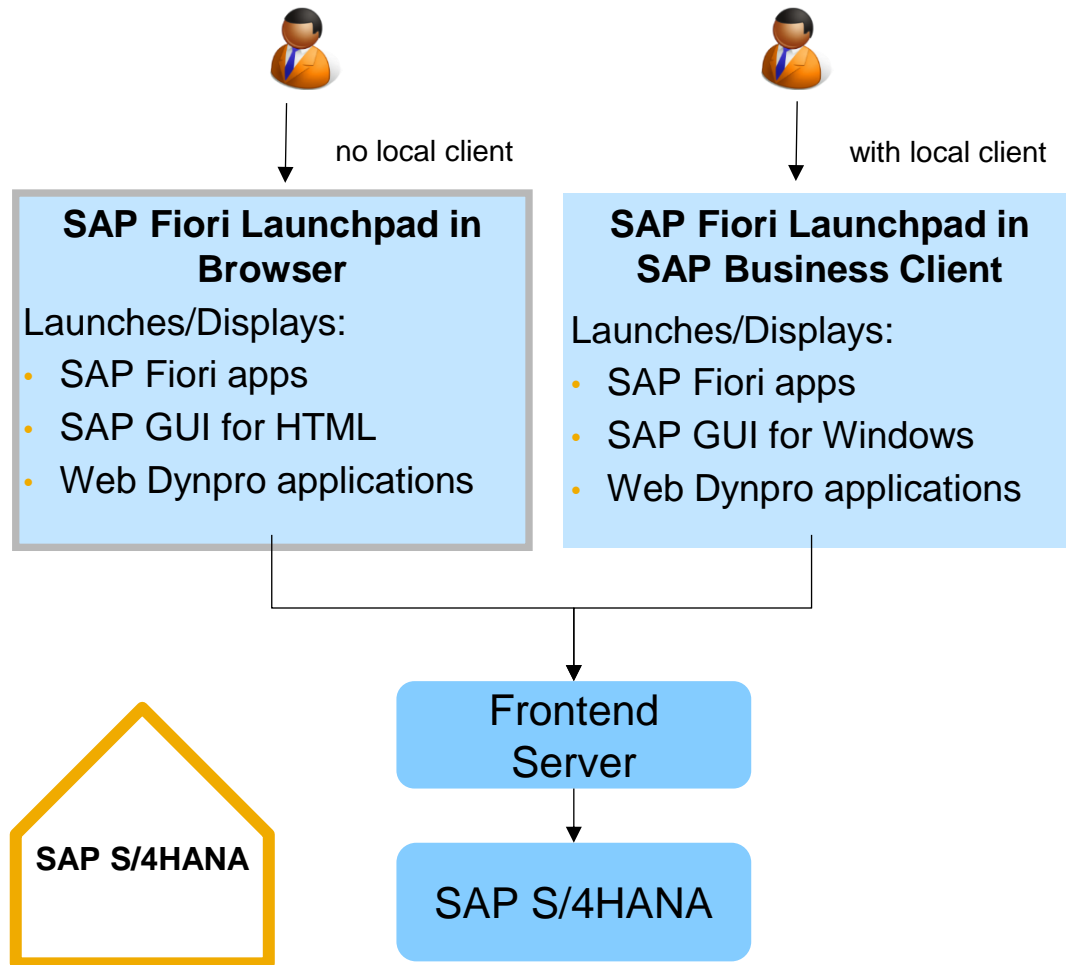 no local client
with local client
SAP Fiori Launchpad in
Browser
Launches/Displays:
• SAP Fiori apps
• SAP GUI for HTML
• Web Dynpro applications
SAP Fiori Launchpad in
SAP Business Client
Launches/Displays:
• SAP Fiori apps
• SAP GUI for Windows
• Web Dynpro applications
Frontend
Server
SAP S/4HANA
SAP S/4HANA